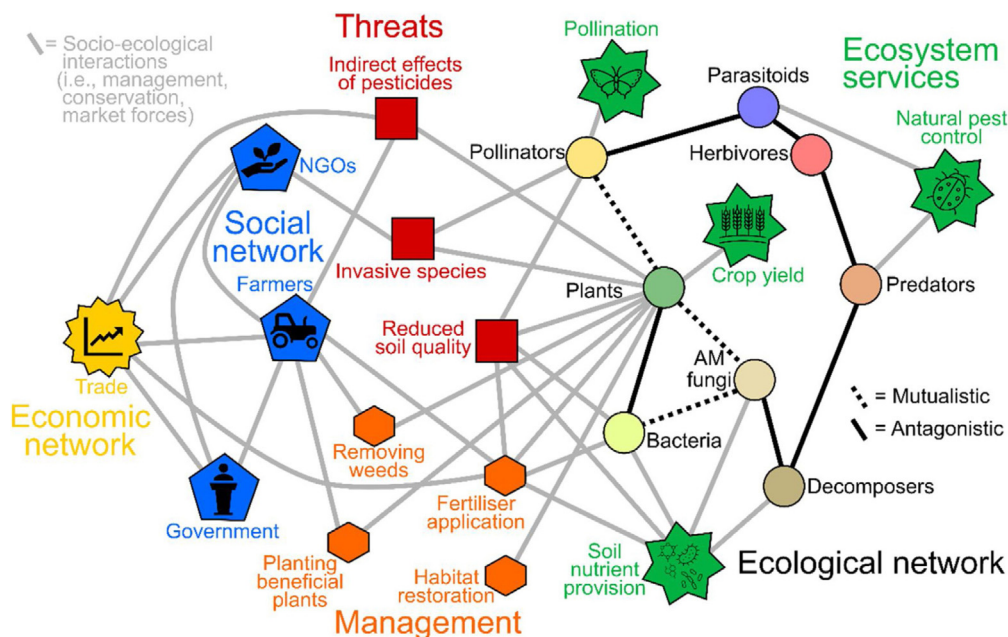 = Socio-ecological
interactions
(i.e., management,
conservation,
market forces)
Threats
Indirect effects
of pesticides
Pollination
Parasitoids
Ecosystem
services
Natural pest
control
Pollinators
Herbivores
NGOs
Social
network
Farmers
Invasive species
Crop yield
Plants
Predators
Reduced
soil quality
AM
fungi
Trade
Economic
network
= Mutualistic
= Antagonistic
Bacteria
Removing
weeds
Decomposers
Fertiliser
application
Government
Planting
beneficial
plants
Habitat
restoration
Soil
nutrient
provision
Ecological network
Management